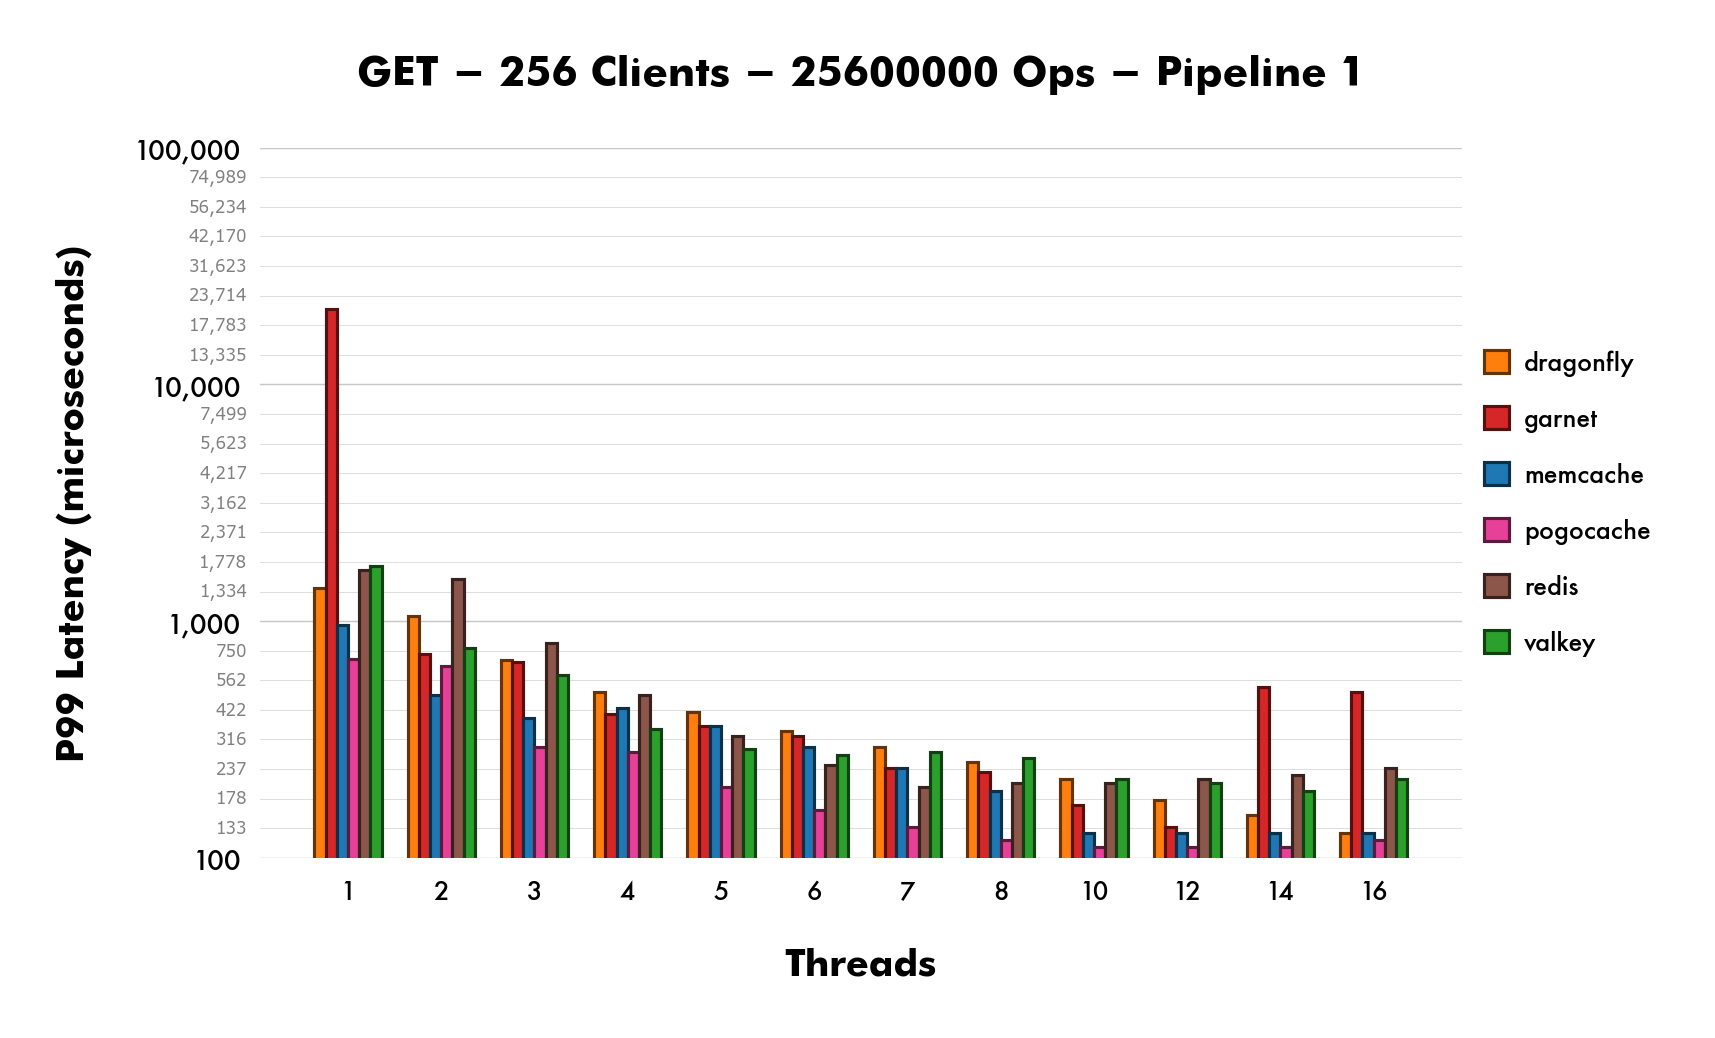 GET – 256 Clients – 25600000 Ops – Pipeline 1
P99 Latency (microseconds)
100,000
74,989
56,234
42,170
31,623
23,714
17,783
13,335
10,000
7,499
5,623
4,217
3,162
2,371
1,778
1,334
1,000
750
562
422
316
237
178
133
100
1 2 3 4 5 6 7 8 10 12 14 16
Threads
dragonfly
garnet
memcache
pogocache
redis
valkey